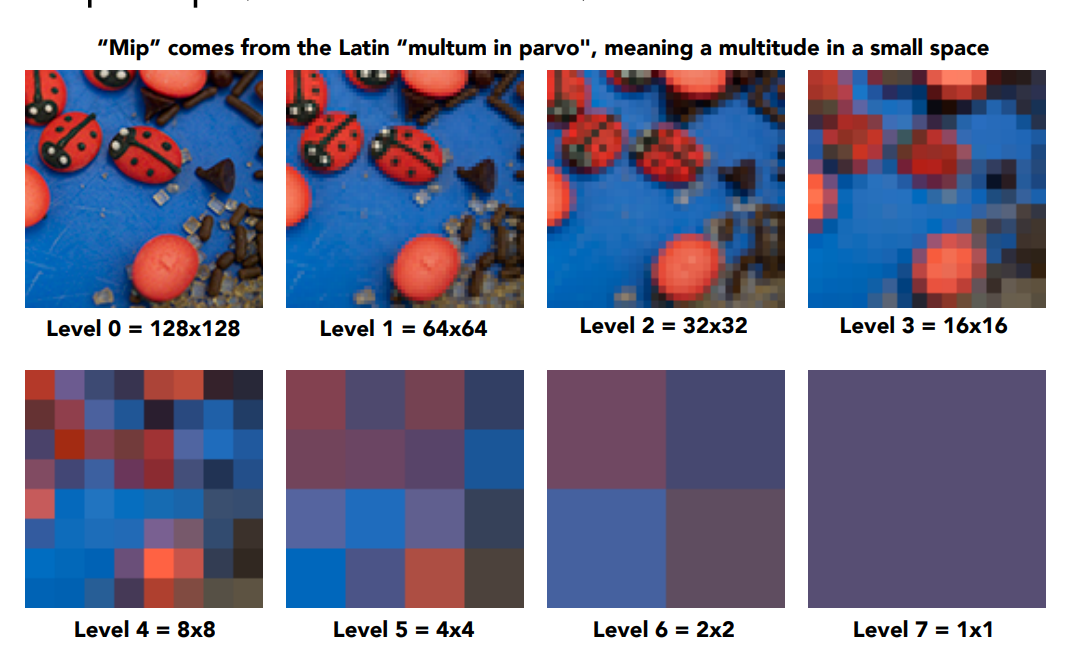 “Mip” comes from the Latin “multum in parvo", meaning a multitude in a small space
Level 0 = 128x128
Level 1 = 64x64
Level 2 = 32x32
Level 3 = 16x16
Level 4 = 8x8
Level 5 = 4x4
Level 6 = 2x2
Level 7 = 1x1